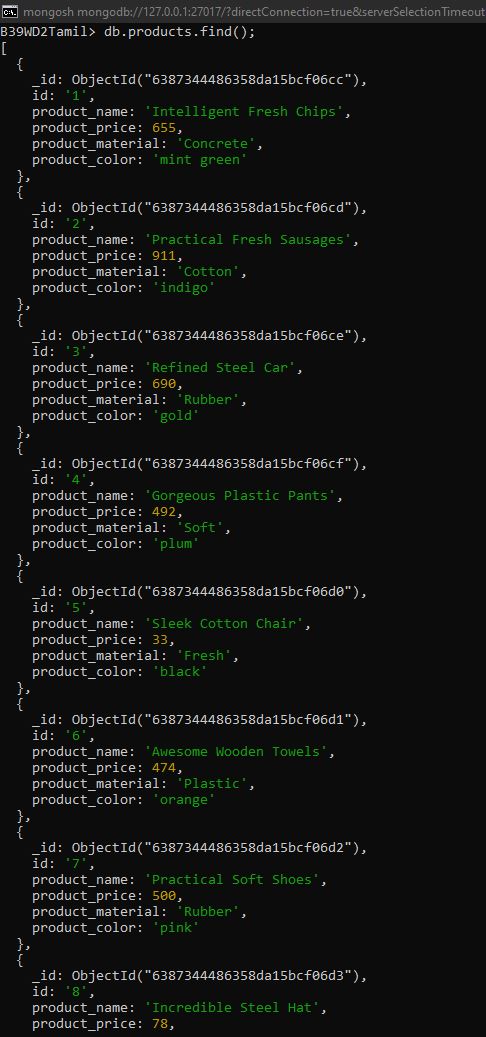 mongosh mongodb://127.0.0.1:27017/?directConnection=true&serverSelectionTimeout
B39WD2Tamil> db.products.find();
[
  {
    _id: ObjectId("6387344486358da15bcf06cc"),
    id: '1',
    product_name: 'Intelligent Fresh Chips',
    product_price: 655,
    product_material: 'Concrete',
    product_color: 'mint green'
  },
  {
    _id: ObjectId("6387344486358da15bcf06cd"),
    id: '2',
    product_name: 'Practical Fresh Sausages',
    product_price: 911,
    product_material: 'Cotton',
    product_color: 'indigo'
  },
  {
    _id: ObjectId("6387344486358da15bcf06ce"),
    id: '3',
    product_name: 'Refined Steel Car',
    product_price: 690,
    product_material: 'Rubber',
    product_color: 'gold'
  },
  {
    _id: ObjectId("6387344486358da15bcf06cf"),
    id: '4',
    product_name: 'Gorgeous Plastic Pants',
    product_price: 492,
    product_material: 'Soft',
    product_color: 'plum'
  },
  {
    _id: ObjectId("6387344486358da15bcf06d0"),
    id: '5',
    product_name: 'Sleek Cotton Chair',
    product_price: 33,
    product_material: 'Fresh',
    product_color: 'black'
  },
  {
    _id: ObjectId("6387344486358da15bcf06d1"),
    id: '6',
    product_name: 'Awesome Wooden Towels',
    product_price: 474,
    product_material: 'Plastic',
    product_color: 'orange'
  },
  {
    _id: ObjectId("6387344486358da15bcf06d2"),
    id: '7',
    product_name: 'Practical Soft Shoes',
    product_price: 500,
    product_material: 'Rubber',
    product_color: 'pink'
  },
  {
    _id: ObjectId("6387344486358da15bcf06d3"),
    id: '8',
    product_name: 'Incredible Steel Hat',
    product_price: 78,